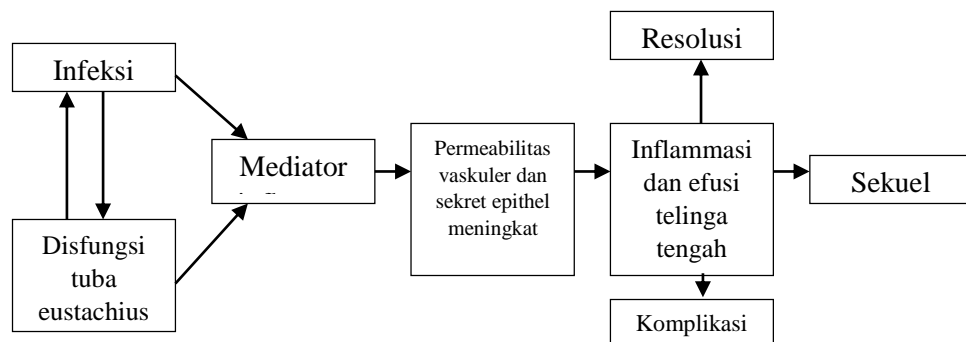 Infeksi
Disfungsi
tuba
eustachius
Mediator
Permeabilitas
vaskuler dan
sekret epithel
meningkat
Resolusi
Inflammasi
dan efusi
telinga
tengah
Komplikasi
Sekuel